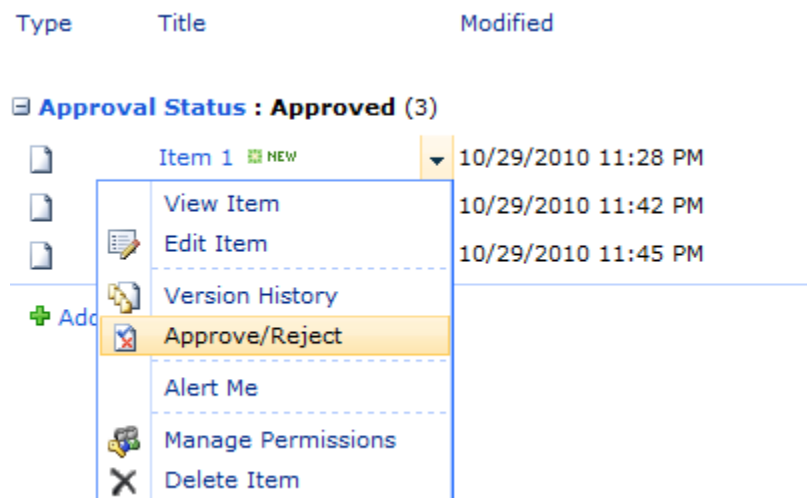 Type Title Modified
Approval Status : Approved (3)
Item 1 NEW 10/29/2010 11:28 PM
View Item 10/29/2010 11:42 PM
Edit Item 10/29/2010 11:45 PM
Version History
Add
Approve/Reject
Alert Me
Manage Permissions
Delete Item